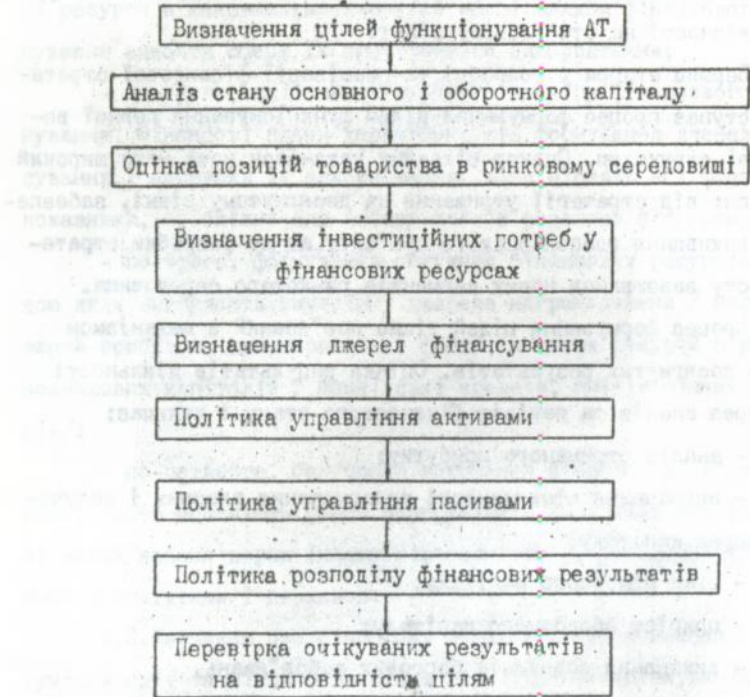 Визначення цілей функціонування АТ
Аналіз стану основного і оборотного капіталу
Оцінка позицій товариства в ринковому середовищі
Визначення інвестиційних потреб у
фінансових ресурсах
Визначення джерел фінансування
Політика управління активами
Політика управління пасивами
Політика розподілу фінансових результатів
Перевірка очікуваних результатів
на відповідність цілям